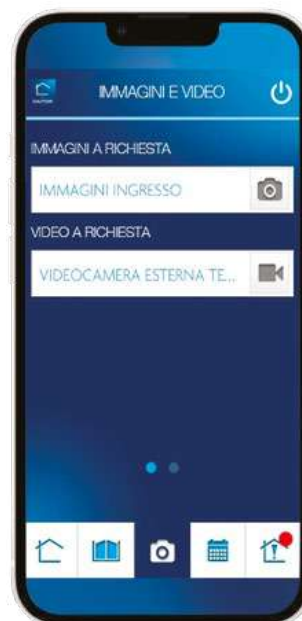 IMMAGINI E VIDEO
IMMAGINI A RICHIESTA
IMMAGINI INGRESSO
VIDEO A RICHIESTA
VIDEOCAMERA ESTERNA TE...